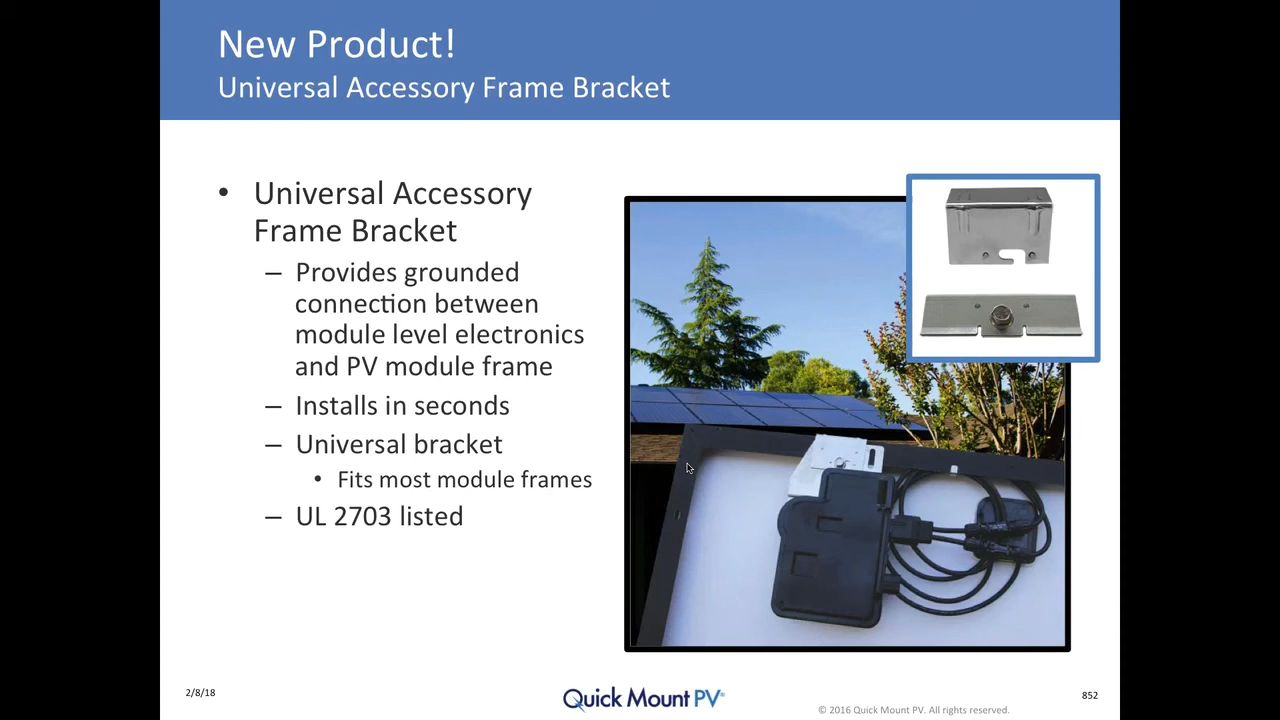 New Product!
Universal Accessory Frame Bracket
• Universal Accessory
Frame Bracket
– Provides grounded
connection between
module level electronics
and PV module frame
– Installs in seconds
– Universal bracket
• Fits most module frames
– UL 2703 listed
2/8/18
Quick Mount PV®
852
© 2016 Quick Mount PV. All rights reserved.